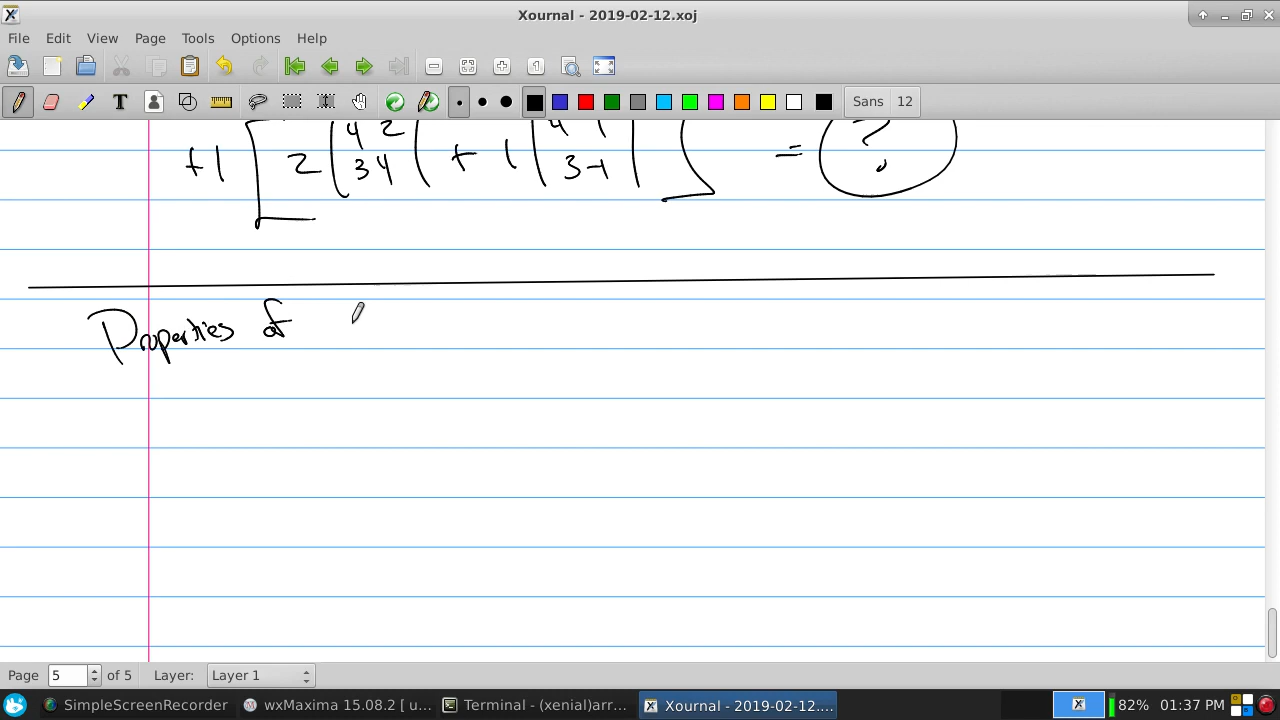 Xournal - 2019-02-12.xoj
File Edit View Page Tools Options Help
Sans 12
4 2 4 1
+1 [ 2 | 3 4 | + 1 | 3 -1 | ] = ?
Properties of
Page 5 of 5 Layer: Layer 1
SimpleScreenRecorder wxMaxima 15.08.2 [ u... Terminal - (xenial)arr... Xournal - 2019-02-12.... 82% 01:37 PM